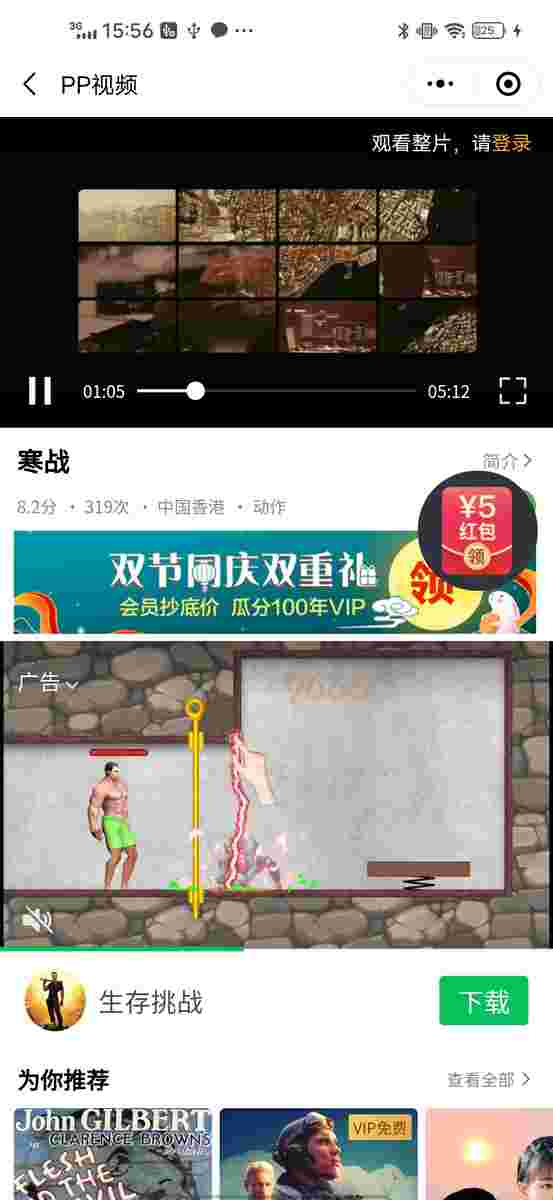 3G 15:56 25
PP视频
观看整片，请登录
01:05 05:12
寒战 简介
8.2分 · 319次 · 中国香港 · 动作
¥5
红包
领
双节同庆双重礼
会员抄底价 瓜分100年VIP
领
广告
生存挑战 下载
为你推荐 查看全部
John GILBERT
CLARENCE BROWN'S VIP免费
FLESH
AND THE
DEVIL